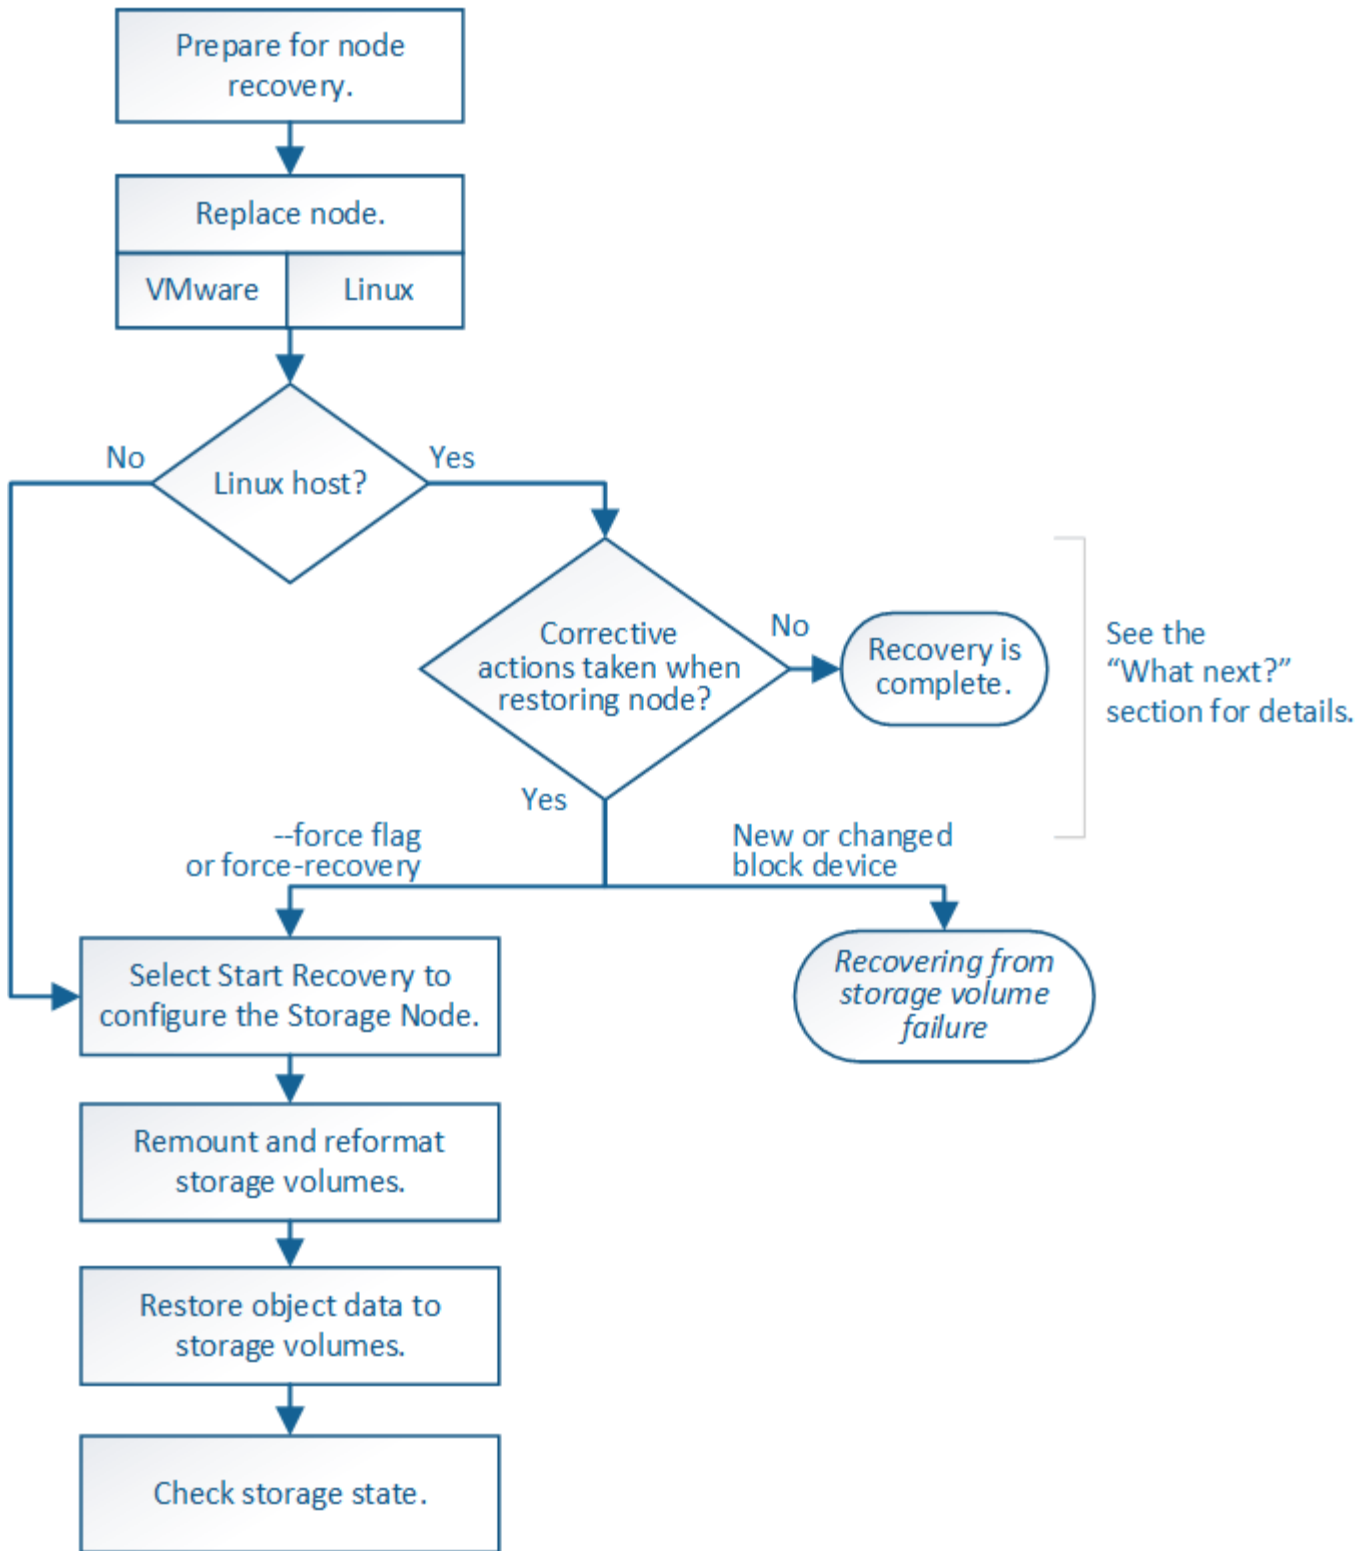 Prepare for node
recovery.
Replace node.
VMware
Linux
Linux host?
No
Yes
Corrective
actions taken when
restoring node?
No
Recovery is
complete.
See the
“What next?”
section for details.
Yes
--force flag
or force-recovery
New or changed
block device
Select Start Recovery to
configure the Storage Node.
Recovering from
storage volume
failure
Remount and reformat
storage volumes.
Restore object data to
storage volumes.
Check storage state.